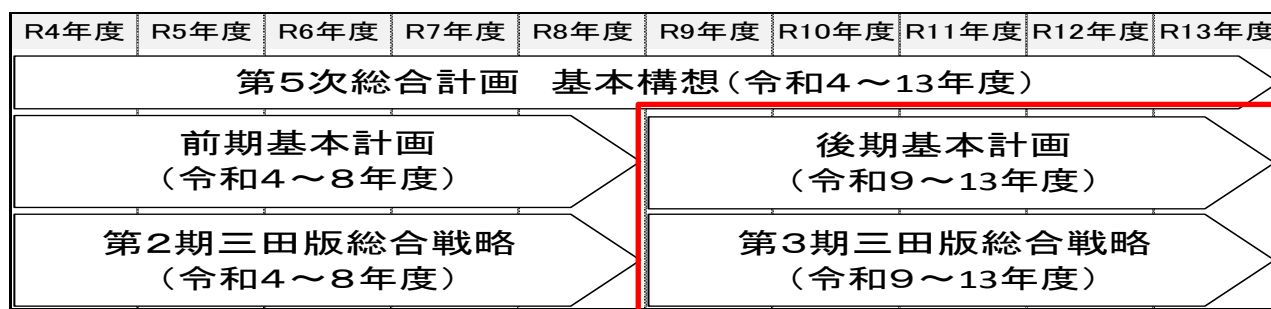 R4年度 R5年度 R6年度 R7年度 R8年度 R9年度 R10年度 R11年度 R12年度 R13年度
第5次総合計画　基本構想(令和4～13年度)
前期基本計画
（令和4～8年度）
後期基本計画
（令和9～13年度）
第2期三田版総合戦略
（令和4～8年度）
第3期三田版総合戦略
（令和9～13年度）